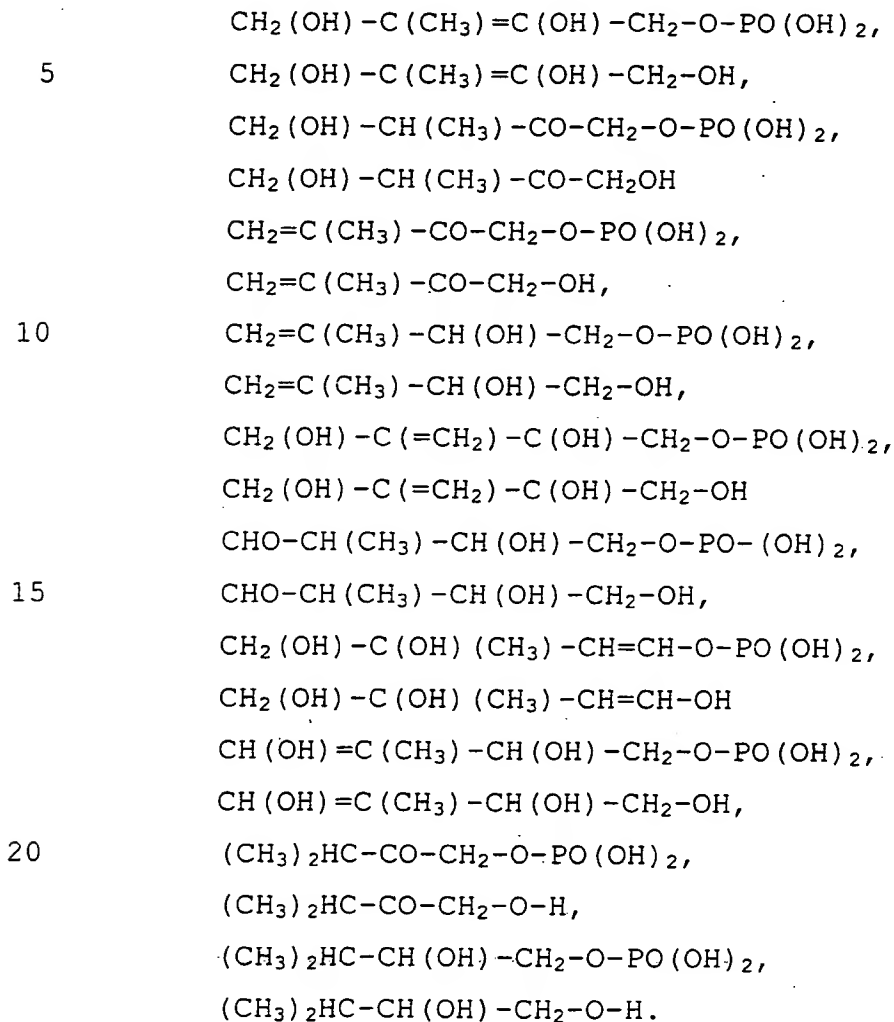 CH₂(OH)-C(CH₃)=C(OH)-CH₂-O-PO(OH)₂,
5 CH₂(OH)-C(CH₃)=C(OH)-CH₂-OH,
CH₂(OH)-CH(CH₃)-CO-CH₂-O-PO(OH)₂,
CH₂(OH)-CH(CH₃)-CO-CH₂OH
CH₂=C(CH₃)-CO-CH₂-O-PO(OH)₂,
CH₂=C(CH₃)-CO-CH₂-OH,
10 CH₂=C(CH₃)-CH(OH)-CH₂-O-PO(OH)₂,
CH₂=C(CH₃)-CH(OH)-CH₂-OH,
CH₂(OH)-C(=CH₂)-C(OH)-CH₂-O-PO(OH)₂,
CH₂(OH)-C(=CH₂)-C(OH)-CH₂-OH
CHO-CH(CH₃)-CH(OH)-CH₂-O-PO-(OH)₂,
15 CHO-CH(CH₃)-CH(OH)-CH₂-OH,
CH₂(OH)-C(OH)(CH₃)-CH=CH-O-PO(OH)₂,
CH₂(OH)-C(OH)(CH₃)-CH=CH-OH
CH(OH)=C(CH₃)-CH(OH)-CH₂-O-PO(OH)₂,
CH(OH)=C(CH₃)-CH(OH)-CH₂-OH,
20 (CH₃)₂HC-CO-CH₂-O-PO(OH)₂,
(CH₃)₂HC-CO-CH₂-O-H,
(CH₃)₂HC-CH(OH)-CH₂-O-PO(OH)₂,
(CH₃)₂HC-CH(OH)-CH₂-O-H.